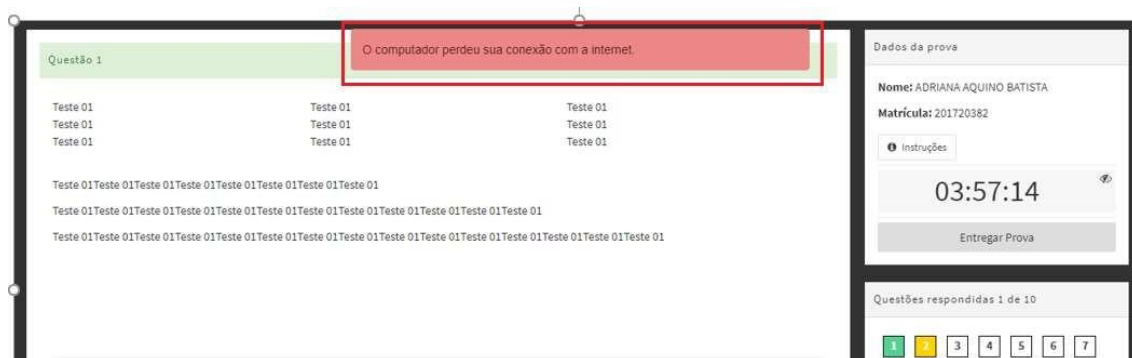 O computador perdeu sua conexão com a internet.
Questão 1
Teste 01 Teste 01 Teste 01
Teste 01 Teste 01 Teste 01
Teste 01 Teste 01 Teste 01
Teste 01Teste 01Teste 01Teste 01Teste 01Teste 01Teste 01Teste 01
Teste 01Teste 01Teste 01Teste 01Teste 01Teste 01Teste 01Teste 01Teste 01Teste 01Teste 01Teste 01
Teste 01Teste 01Teste 01Teste 01Teste 01Teste 01Teste 01Teste 01Teste 01Teste 01Teste 01Teste 01Teste 01Teste 01Teste 01
Dados da prova
Nome: ADRIANA AQUINO BATISTA
Matrícula: 201720382
Instruções
03:57:14
Entregar Prova
Questões respondidas 1 de 10
1 2 3 4 5 6 7